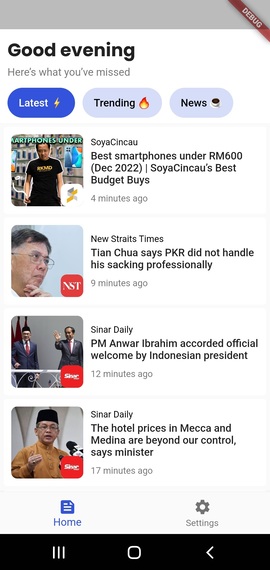 DEBUG
Good evening
Here's what you've missed
Latest ⚡
Trending 🔥
News ☕
SMARTPHONES UNDER
RKMD
SoyaCincau
Best smartphones under RM600
(Dec 2022) | SoyaCincau's Best
Budget Buys
4 minutes ago
NST
New Straits Times
Tian Chua says PKR did not handle
his sacking professionally
9 minutes ago
Sinar
Sinar Daily
PM Anwar Ibrahim accorded official
welcome by Indonesian president
12 minutes ago
Sinar
Sinar Daily
The hotel prices in Mecca and
Medina are beyond our control,
says minister
17 minutes ago
Home
Settings